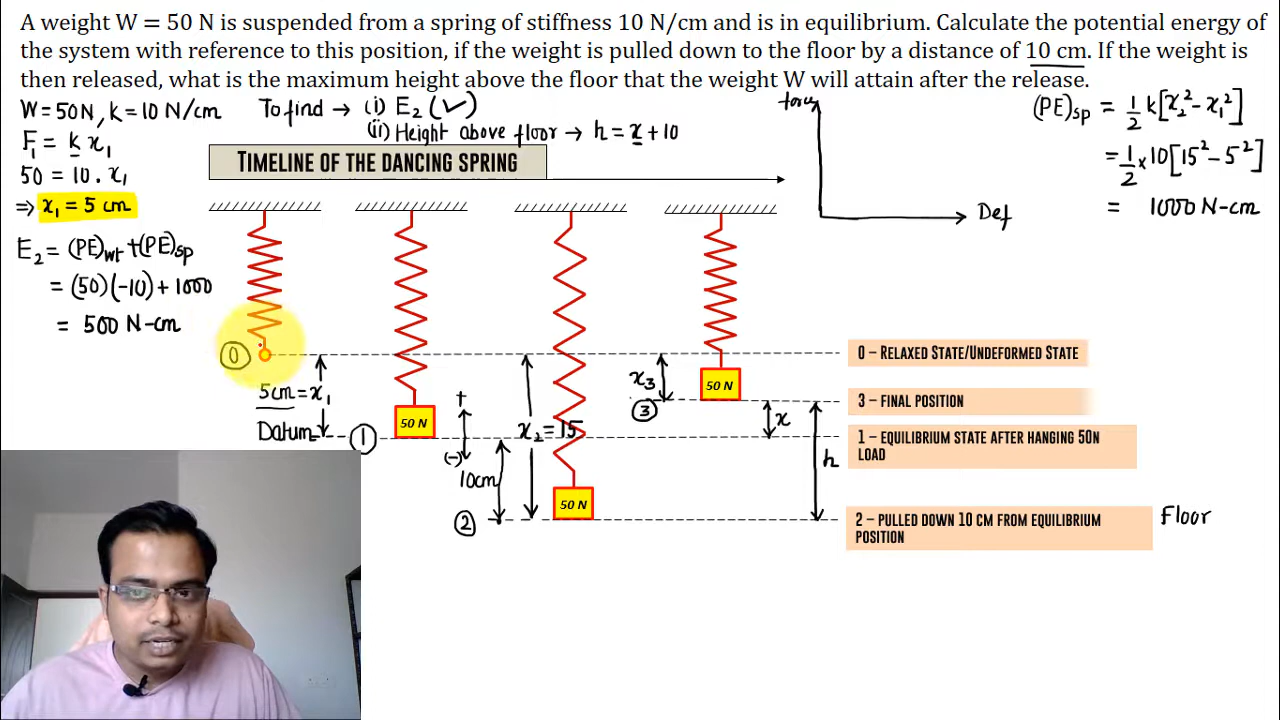 A weight W = 50 N is suspended from a spring of stiffness 10 N/cm and is in equilibrium. Calculate the potential energy of
the system with reference to this position, if the weight is pulled down to the floor by a distance of 10 cm. If the weight is
then released, what is the maximum height above the floor that the weight W will attain after the release.
W = 50 N, k = 10 N/cm
To find → (i) E₂ (✓)
(ii) Height above floor → h = x + 10
F₁ = k x₁
50 = 10 . x₁
⇒ x₁ = 5 cm
E₂ = (PE)wt + (PE)sp
= (50)(-10) + 1000
= 500 N-cm
TIMELINE OF THE DANCING SPRING
force
Def
(PE)sp = 1/2 k[x₂² - x₁²]
= 1/2 × 10 [15² - 5²]
= 1000 N-cm
0
5cm = x₁
Datum
1
50 N
+
(-)
10cm
2
x₂ = 15
50 N
x₃
3
50 N
x
h
0 – RELAXED STATE/UNDEFORMED STATE
3 – FINAL POSITION
1 – EQUILIBRIUM STATE AFTER HANGING 50N
LOAD
2 – PULLED DOWN 10 CM FROM EQUILIBRIUM
POSITION
Floor